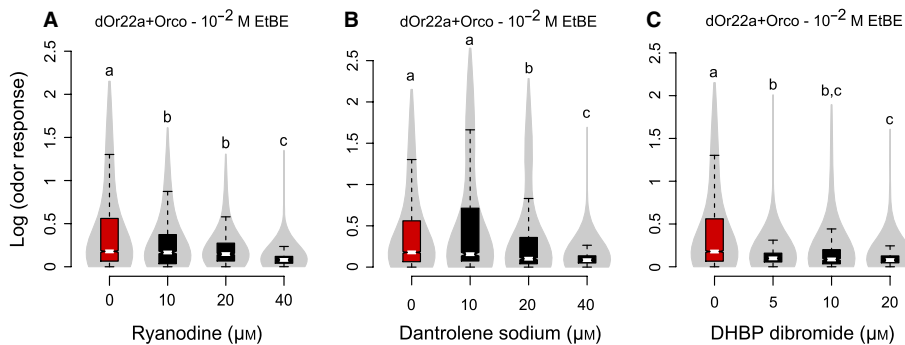 A dOr22a+Orco - 10⁻² M EtBE
B dOr22a+Orco - 10⁻² µM EtBE
C dOr22a+Orco - 10⁻² M EtBE
Log (odor response)
2.5
2
1.5
1
0.5
0
a
b
b
c
0 10 20 40
Ryanodine (µM)
2.5
2
1.5
1
0.5
0
a
a
b
c
0 10 20 40
Dantrolene sodium (µM)
2.5
2
1.5
1
0.5
0
a
b
b,c
c
0 5 10 20
DHBP dibromide (µM)